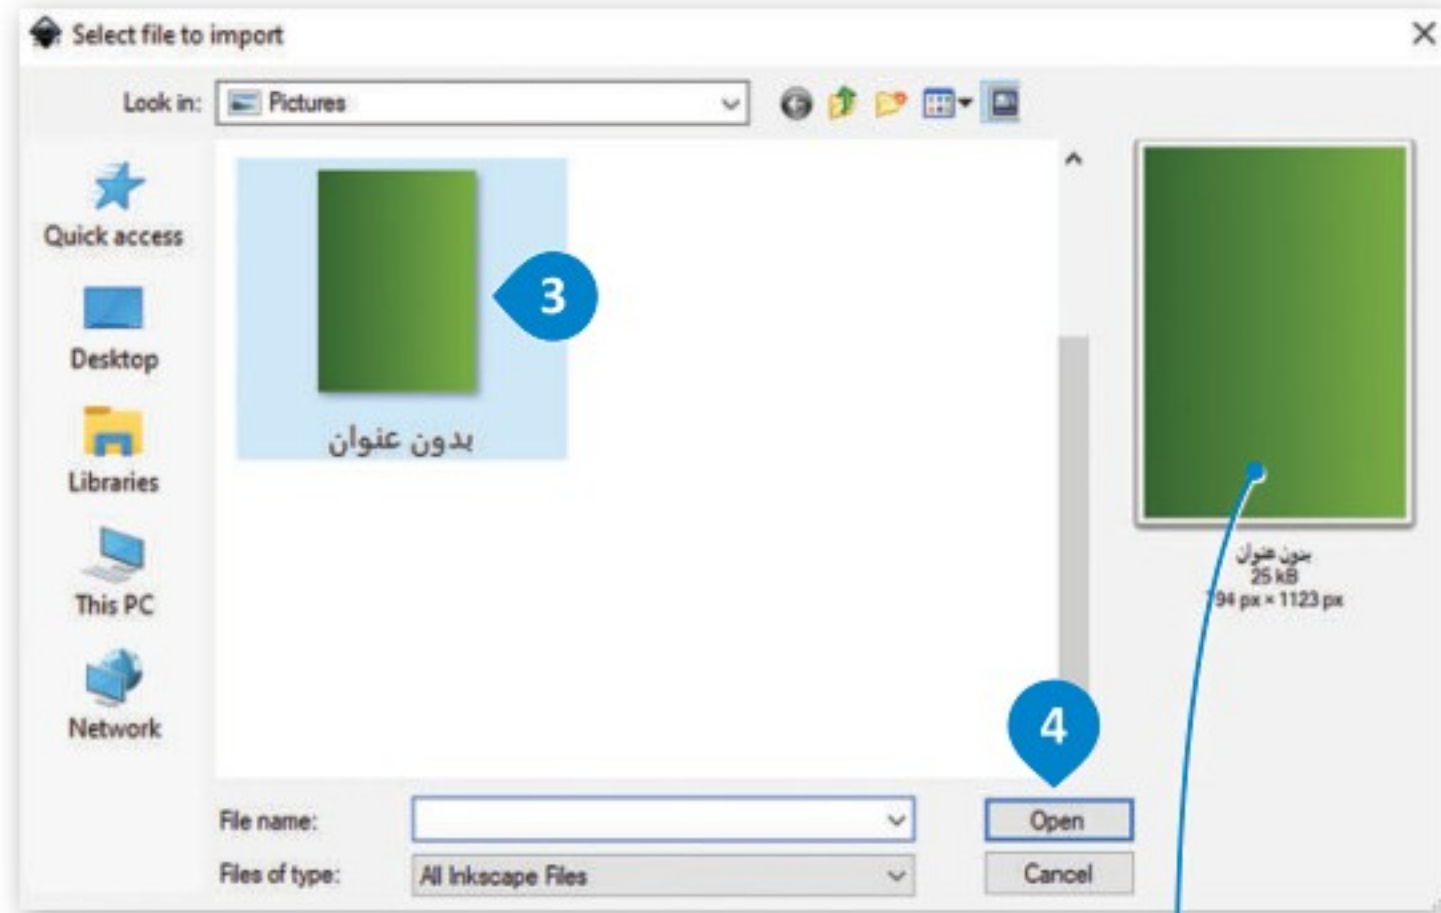 Select file to import
Look in:
Pictures
Quick access
Desktop
Libraries
This PC
Network
بدون عنوان
3
بدون عنوان
25 kB
94 px × 1123 px
4
File name:
Open
Files of type:
All Inkscape Files
Cancel